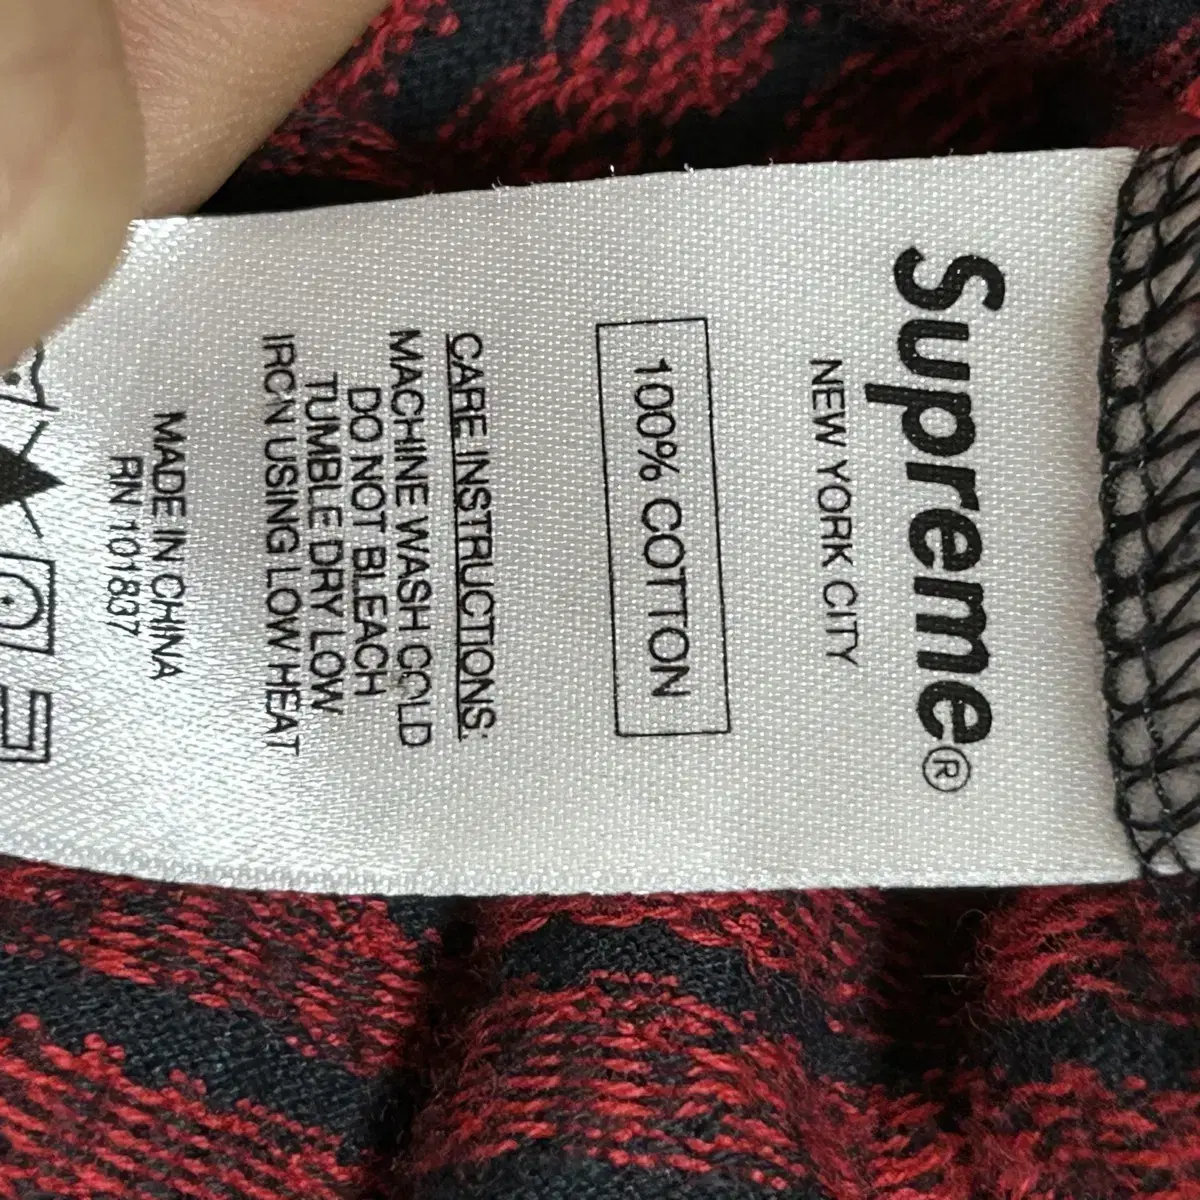 Supreme®
NEW YORK CITY
100% COTTON
CARE INSTRUCTIONS:
MACHINE WASH COLD
DO NOT BLEACH
TUMBLE DRY LOW
IRON USING LOW HEAT
MADE IN CHINA
RN 101837